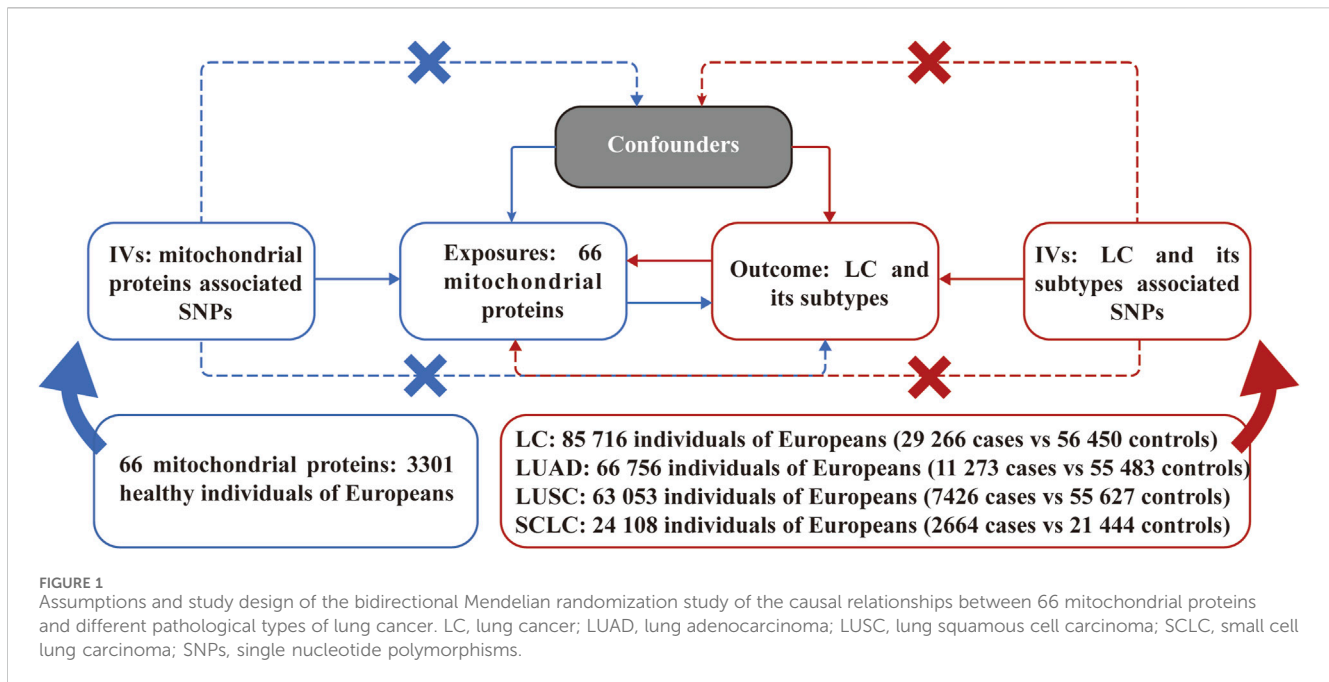 Confounders
IVs: mitochondrial
proteins associated
SNPs
Exposures: 66
mitochondrial
proteins
Outcome: LC and
its subtypes
IVs: LC and its
subtypes associated
SNPs
66 mitochondrial proteins: 3301
healthy individuals of Europeans
LC: 85 716 individuals of Europeans (29 266 cases vs 56 450 controls)
LUAD: 66 756 individuals of Europeans (11 273 cases vs 55 483 controls)
LUSC: 63 053 individuals of Europeans (7426 cases vs 55 627 controls)
SCLC: 24 108 individuals of Europeans (2664 cases vs 21 444 controls)
FIGURE 1
Assumptions and study design of the bidirectional Mendelian randomization study of the causal relationships between 66 mitochondrial proteins
and different pathological types of lung cancer. LC, lung cancer; LUAD, lung adenocarcinoma; LUSC, lung squamous cell carcinoma; SCLC, small cell
lung carcinoma; SNPs, single nucleotide polymorphisms.